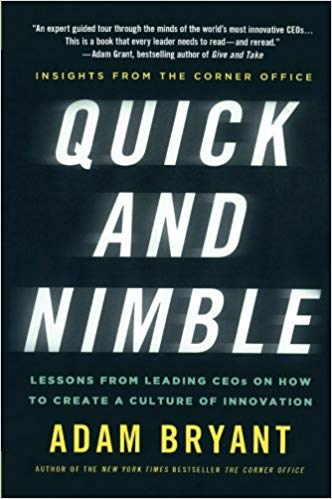 "An expert guided tour through the minds of the world's most innovative CEOs...
This is a book that every leader needs to read—and reread."
—Adam Grant, bestselling author of Give and Take
INSIGHTS FROM THE CORNER OFFICE
QUICK
AND
NIMBLE
LESSONS FROM LEADING CEOs ON HOW
TO CREATE A CULTURE OF INNOVATION
ADAM BRYANT
AUTHOR OF THE NEW YORK TIMES BESTSELLER THE CORNER OFFICE